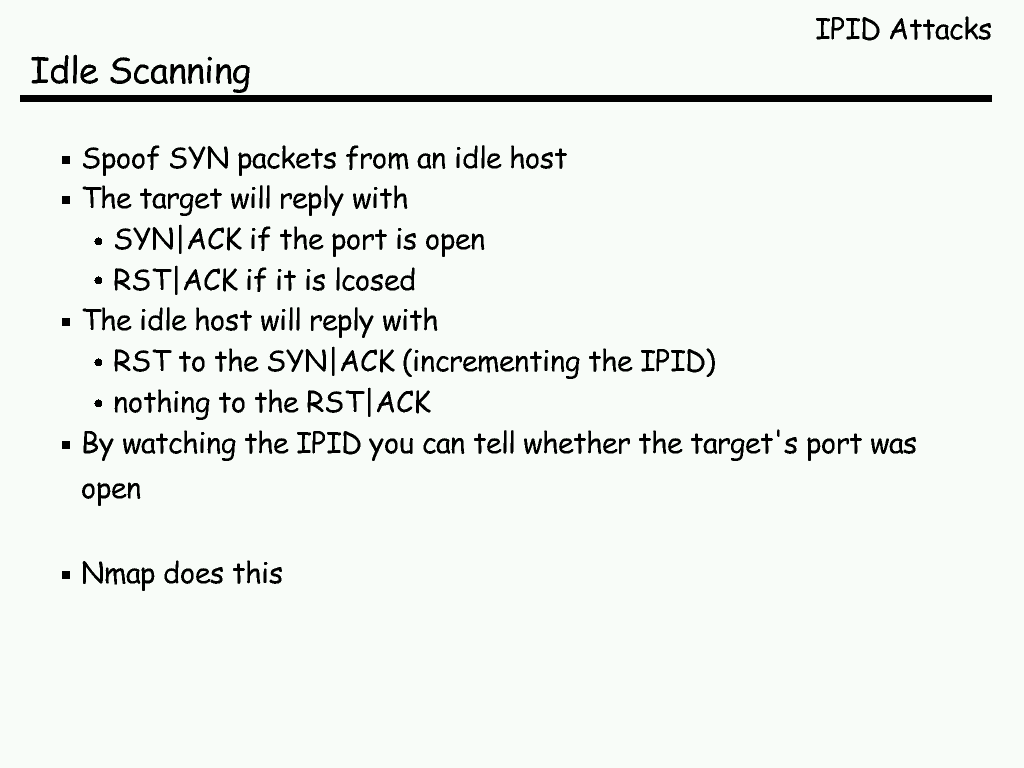 IPID Attacks
Idle Scanning
▪ Spoof SYN packets from an idle host
▪ The target will reply with
• SYN|ACK if the port is open
• RST|ACK if it is lcosed
▪ The idle host will reply with
• RST to the SYN|ACK (incrementing the IPID)
• nothing to the RST|ACK
▪ By watching the IPID you can tell whether the target's port was
open
▪ Nmap does this